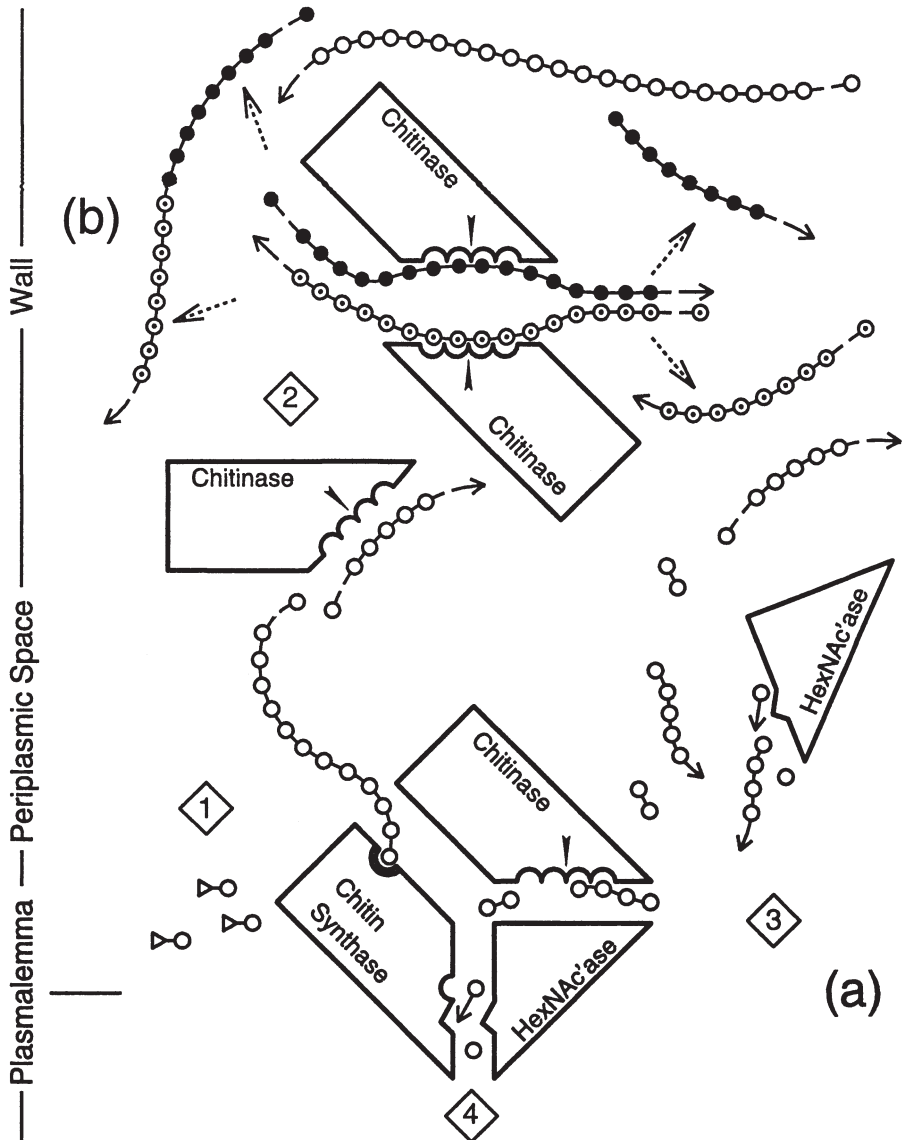 Chitinase
(b)
Wall
2
Chitinase
Chitinase
Periplasmic Space
HexNAc'ase
Chitinase
1
Chitin
Synthase
3
Plasmalemma
HexNAc'ase
(a)
4